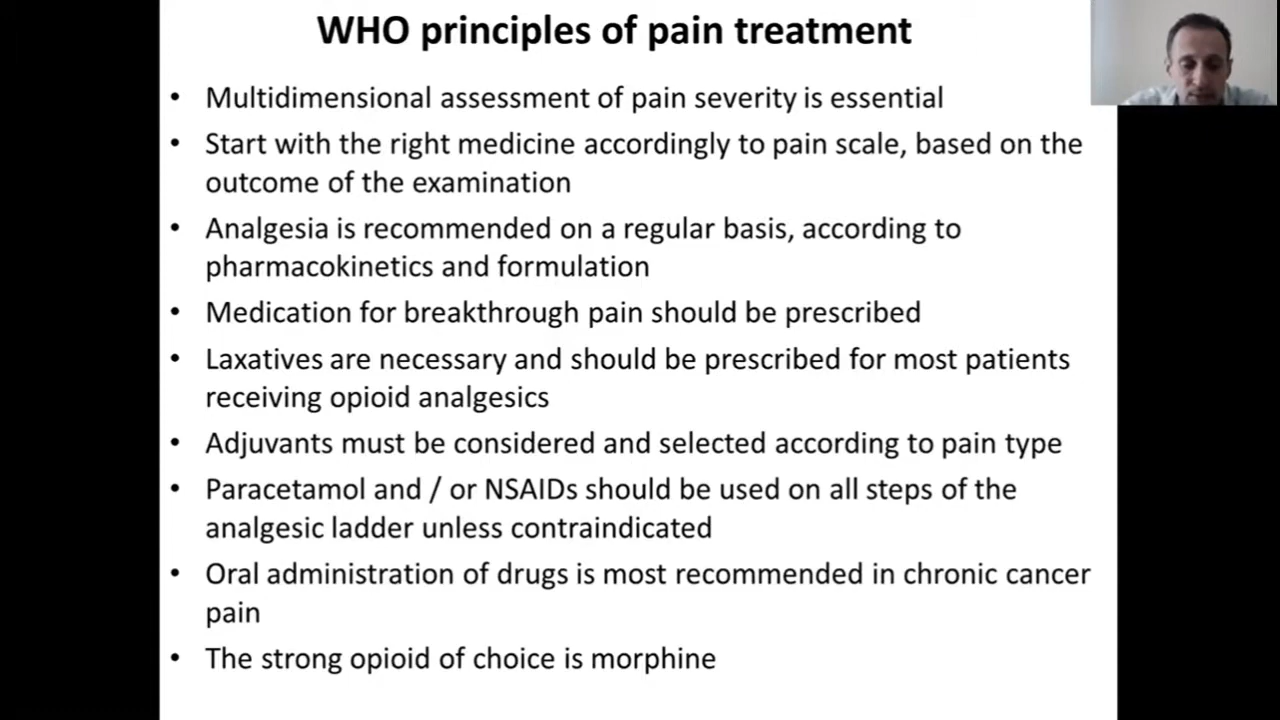 WHO principles of pain treatment
• Multidimensional assessment of pain severity is essential
• Start with the right medicine accordingly to pain scale, based on the
outcome of the examination
• Analgesia is recommended on a regular basis, according to
pharmacokinetics and formulation
• Medication for breakthrough pain should be prescribed
• Laxatives are necessary and should be prescribed for most patients
receiving opioid analgesics
• Adjuvants must be considered and selected according to pain type
• Paracetamol and / or NSAIDs should be used on all steps of the
analgesic ladder unless contraindicated
• Oral administration of drugs is most recommended in chronic cancer
pain
• The strong opioid of choice is morphine